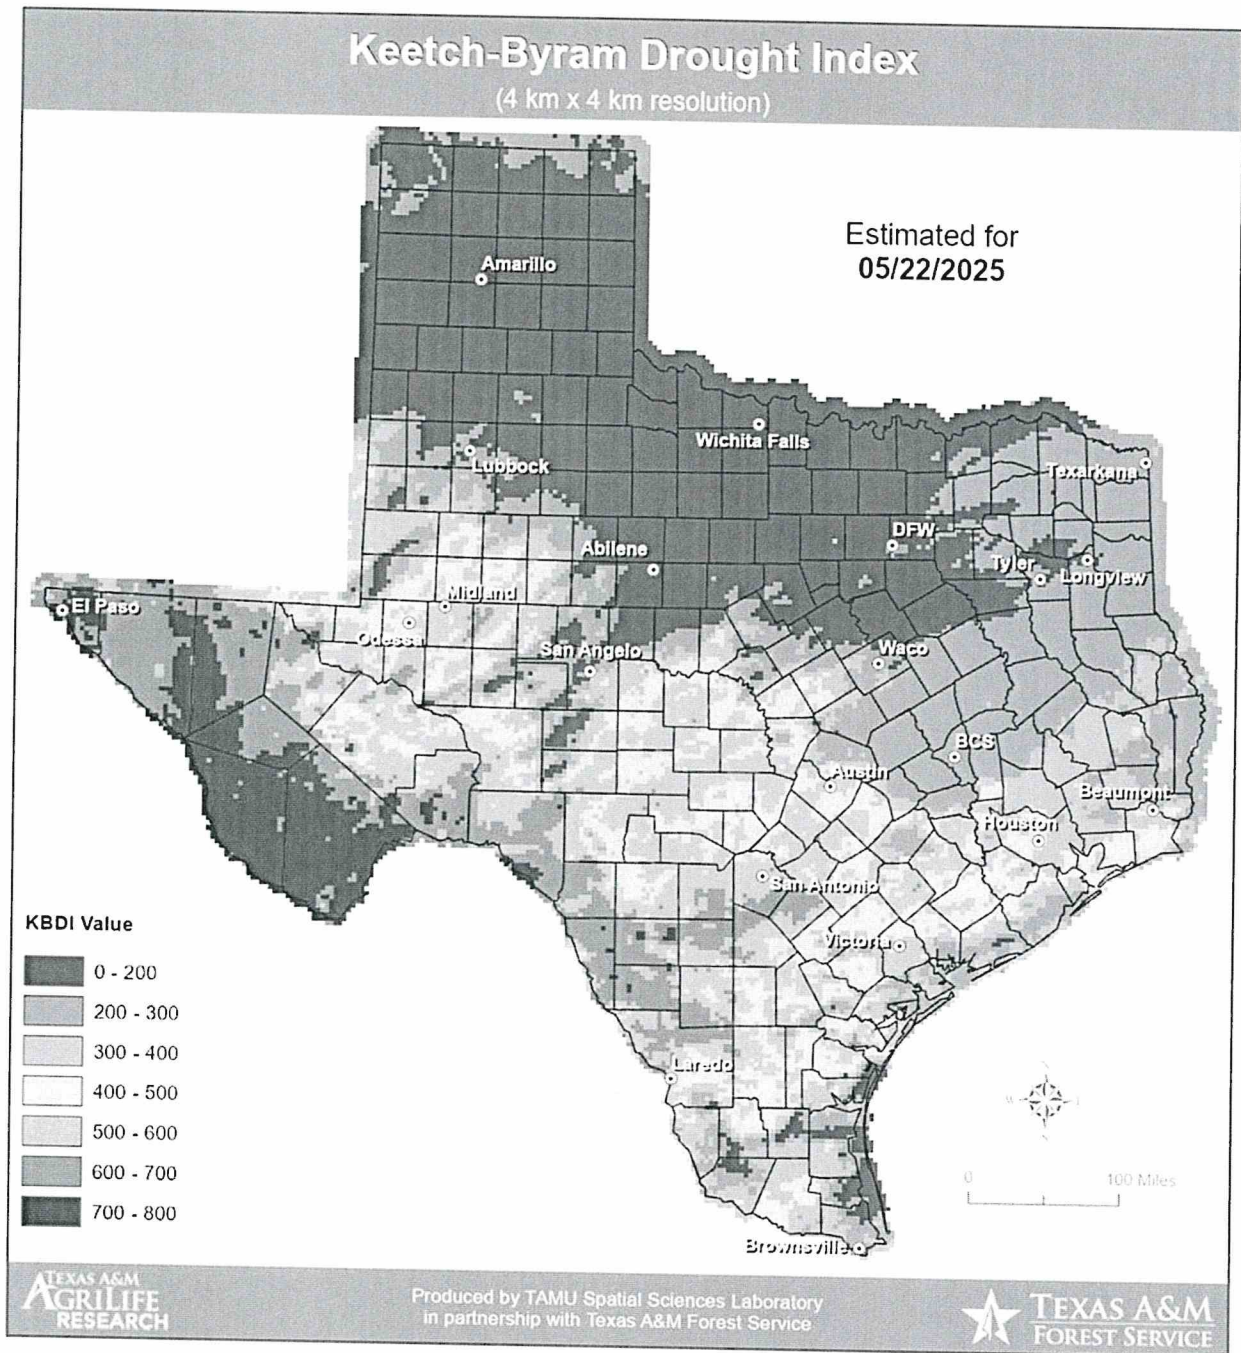 Keetch-Byram Drought Index
(4 km x 4 km resolution)
Estimated for
05/22/2025
Amarillo
Wichita Falls
Lubbock
Texarkana
DFW
Abilene
Tyler
Longview
Midland
El Paso
Odessa
San Angelo
Waco
BCS
Austin
Beaumont
Houston
San Antonio
Victoria
Laredo
Brownsville
KBDI Value
0 - 200
200 - 300
300 - 400
400 - 500
500 - 600
600 - 700
700 - 800
0 100 Miles
TEXAS A&M
AGRILIFE
RESEARCH
Produced by TAMU Spatial Sciences Laboratory
in partnership with Texas A&M Forest Service
TEXAS A&M
FOREST SERVICE